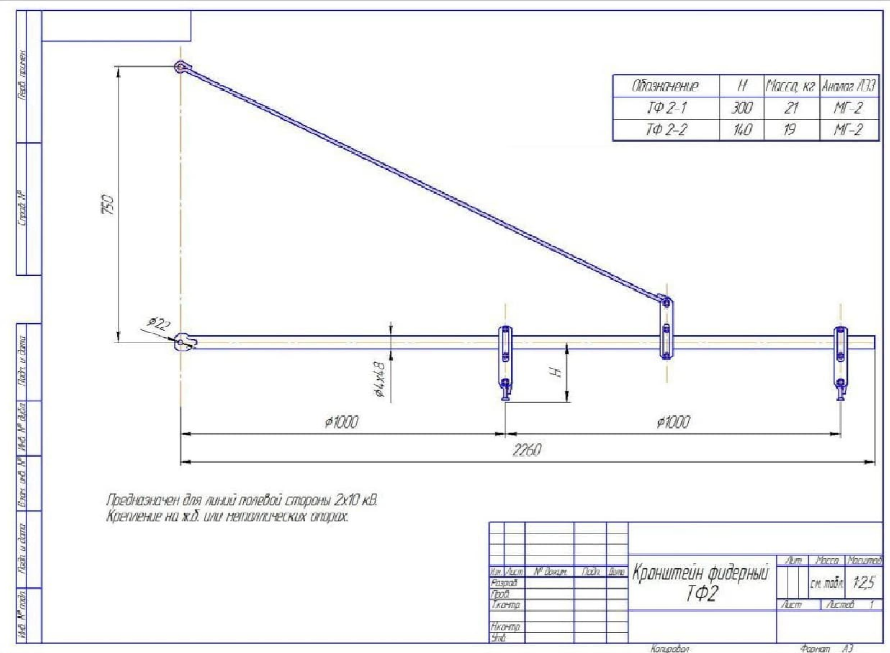 Перв. примен.
Справ. №
Подп. и дата
Инв. № дубл.
Взам. инв. №
Подп. и дата
Инв. № подл.
Обозначение Н Масса, кг Аналог ЛЭЗ
ТФ 2-1 300 21 МГ-2
ТФ 2-2 140 19 МГ-2
750
ϕ22
ϕ4х48
Н
ϕ1000 ϕ1000
2260
Предназначен для линий полевой стороны 2х10 кВ.
Крепление на ж.б. или металлических опорах.
Изм. Лист № докум. Подп. Дата
Разраб.
Пров.
Т.контр.
Н.контр.
Утв.
Кронштейн фидерный
ТФ2
Лит. Масса Масштаб
см. табл. 1:2,5
Лист Листов 1
Копировал Формат А3